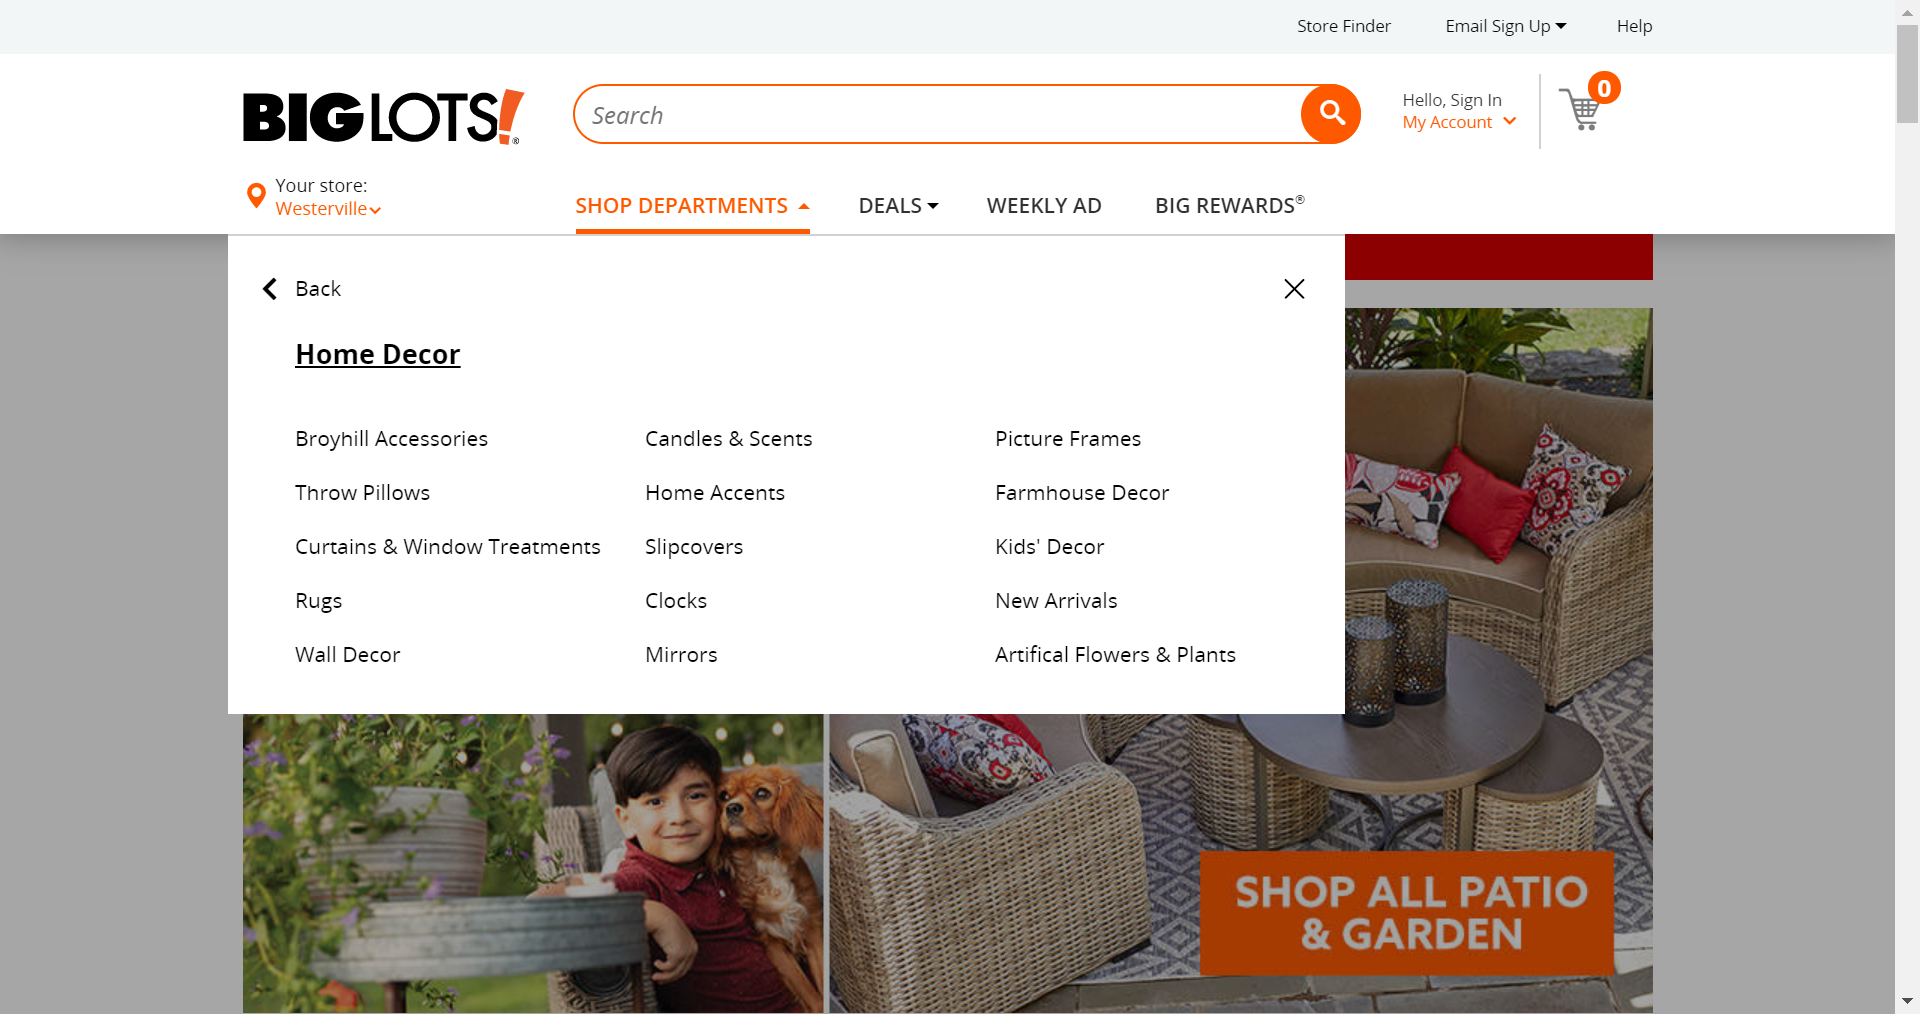 Store Finder
Email Sign Up
Help
BIG LOTS!®
Search
Hello, Sign In
My Account
0
Your store:
Westerville
SHOP DEPARTMENTS
DEALS
WEEKLY AD
BIG REWARDS®
Back
Home Decor
Broyhill Accessories
Candles & Scents
Picture Frames
Throw Pillows
Home Accents
Farmhouse Decor
Curtains & Window Treatments
Slipcovers
Kids' Decor
Rugs
Clocks
New Arrivals
Wall Decor
Mirrors
Artifical Flowers & Plants
SHOP ALL PATIO
& GARDEN